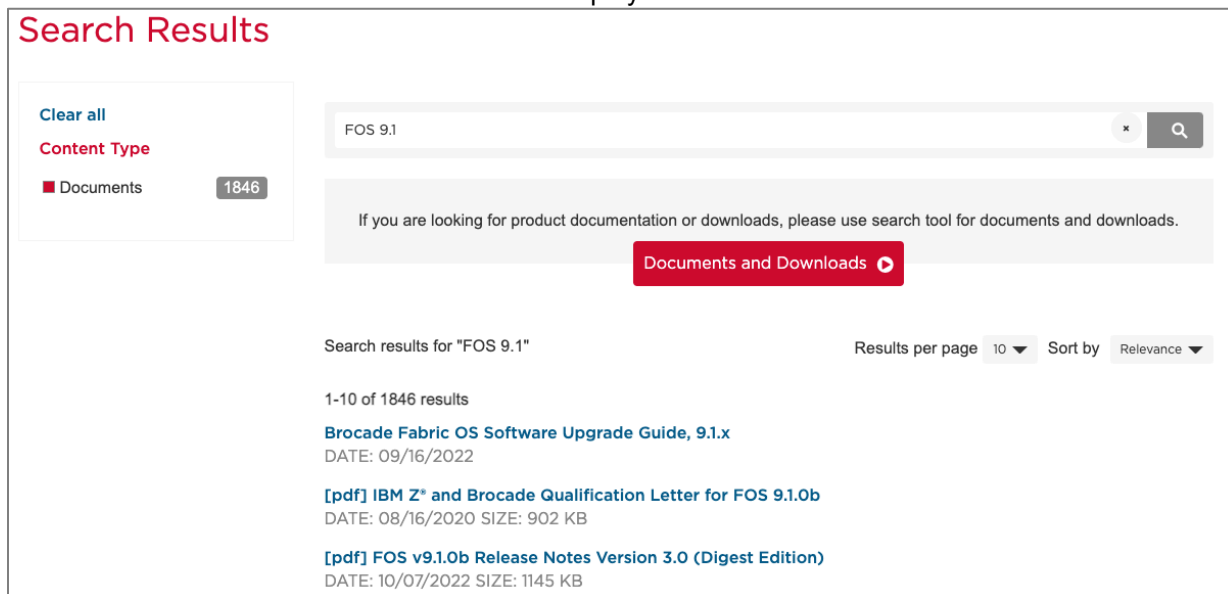 Search Results
Clear all
Content Type
Documents 1846
FOS 9.1
If you are looking for product documentation or downloads, please use search tool for documents and downloads.
Documents and Downloads
Search results for "FOS 9.1"
Results per page 10 Sort by Relevance
1-10 of 1846 results
Brocade Fabric OS Software Upgrade Guide, 9.1.x
DATE: 09/16/2022
[pdf] IBM Z® and Brocade Qualification Letter for FOS 9.1.0b
DATE: 08/16/2020 SIZE: 902 KB
[pdf] FOS v9.1.0b Release Notes Version 3.0 (Digest Edition)
DATE: 10/07/2022 SIZE: 1145 KB